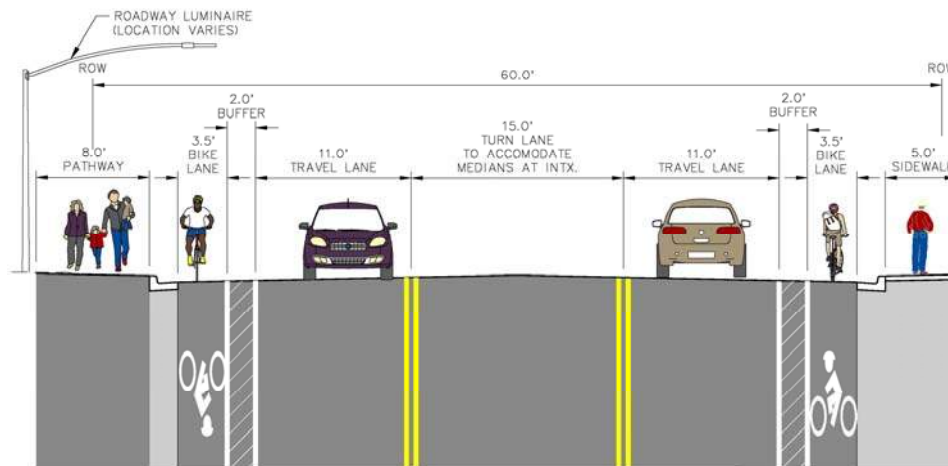 ROADWAY LUMINAIRE
(LOCATION VARIES)
ROW
ROW
60.0'
2.0'
BUFFER
2.0'
BUFFER
3.5'
BIKE
LANE
15.0'
TURN LANE
TO ACCOMODATE
MEDIANS AT INTX.
3.5'
BIKE
LANE
8.0'
PATHWAY
11.0'
TRAVEL LANE
11.0'
TRAVEL LANE
5.0'
SIDEWALK